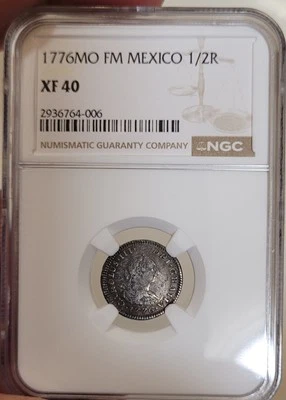 1776MO FM MEXICO 1/2R
XF 40
2936764-006
NUMISMATIC GUARANTY COMPANY
NGC